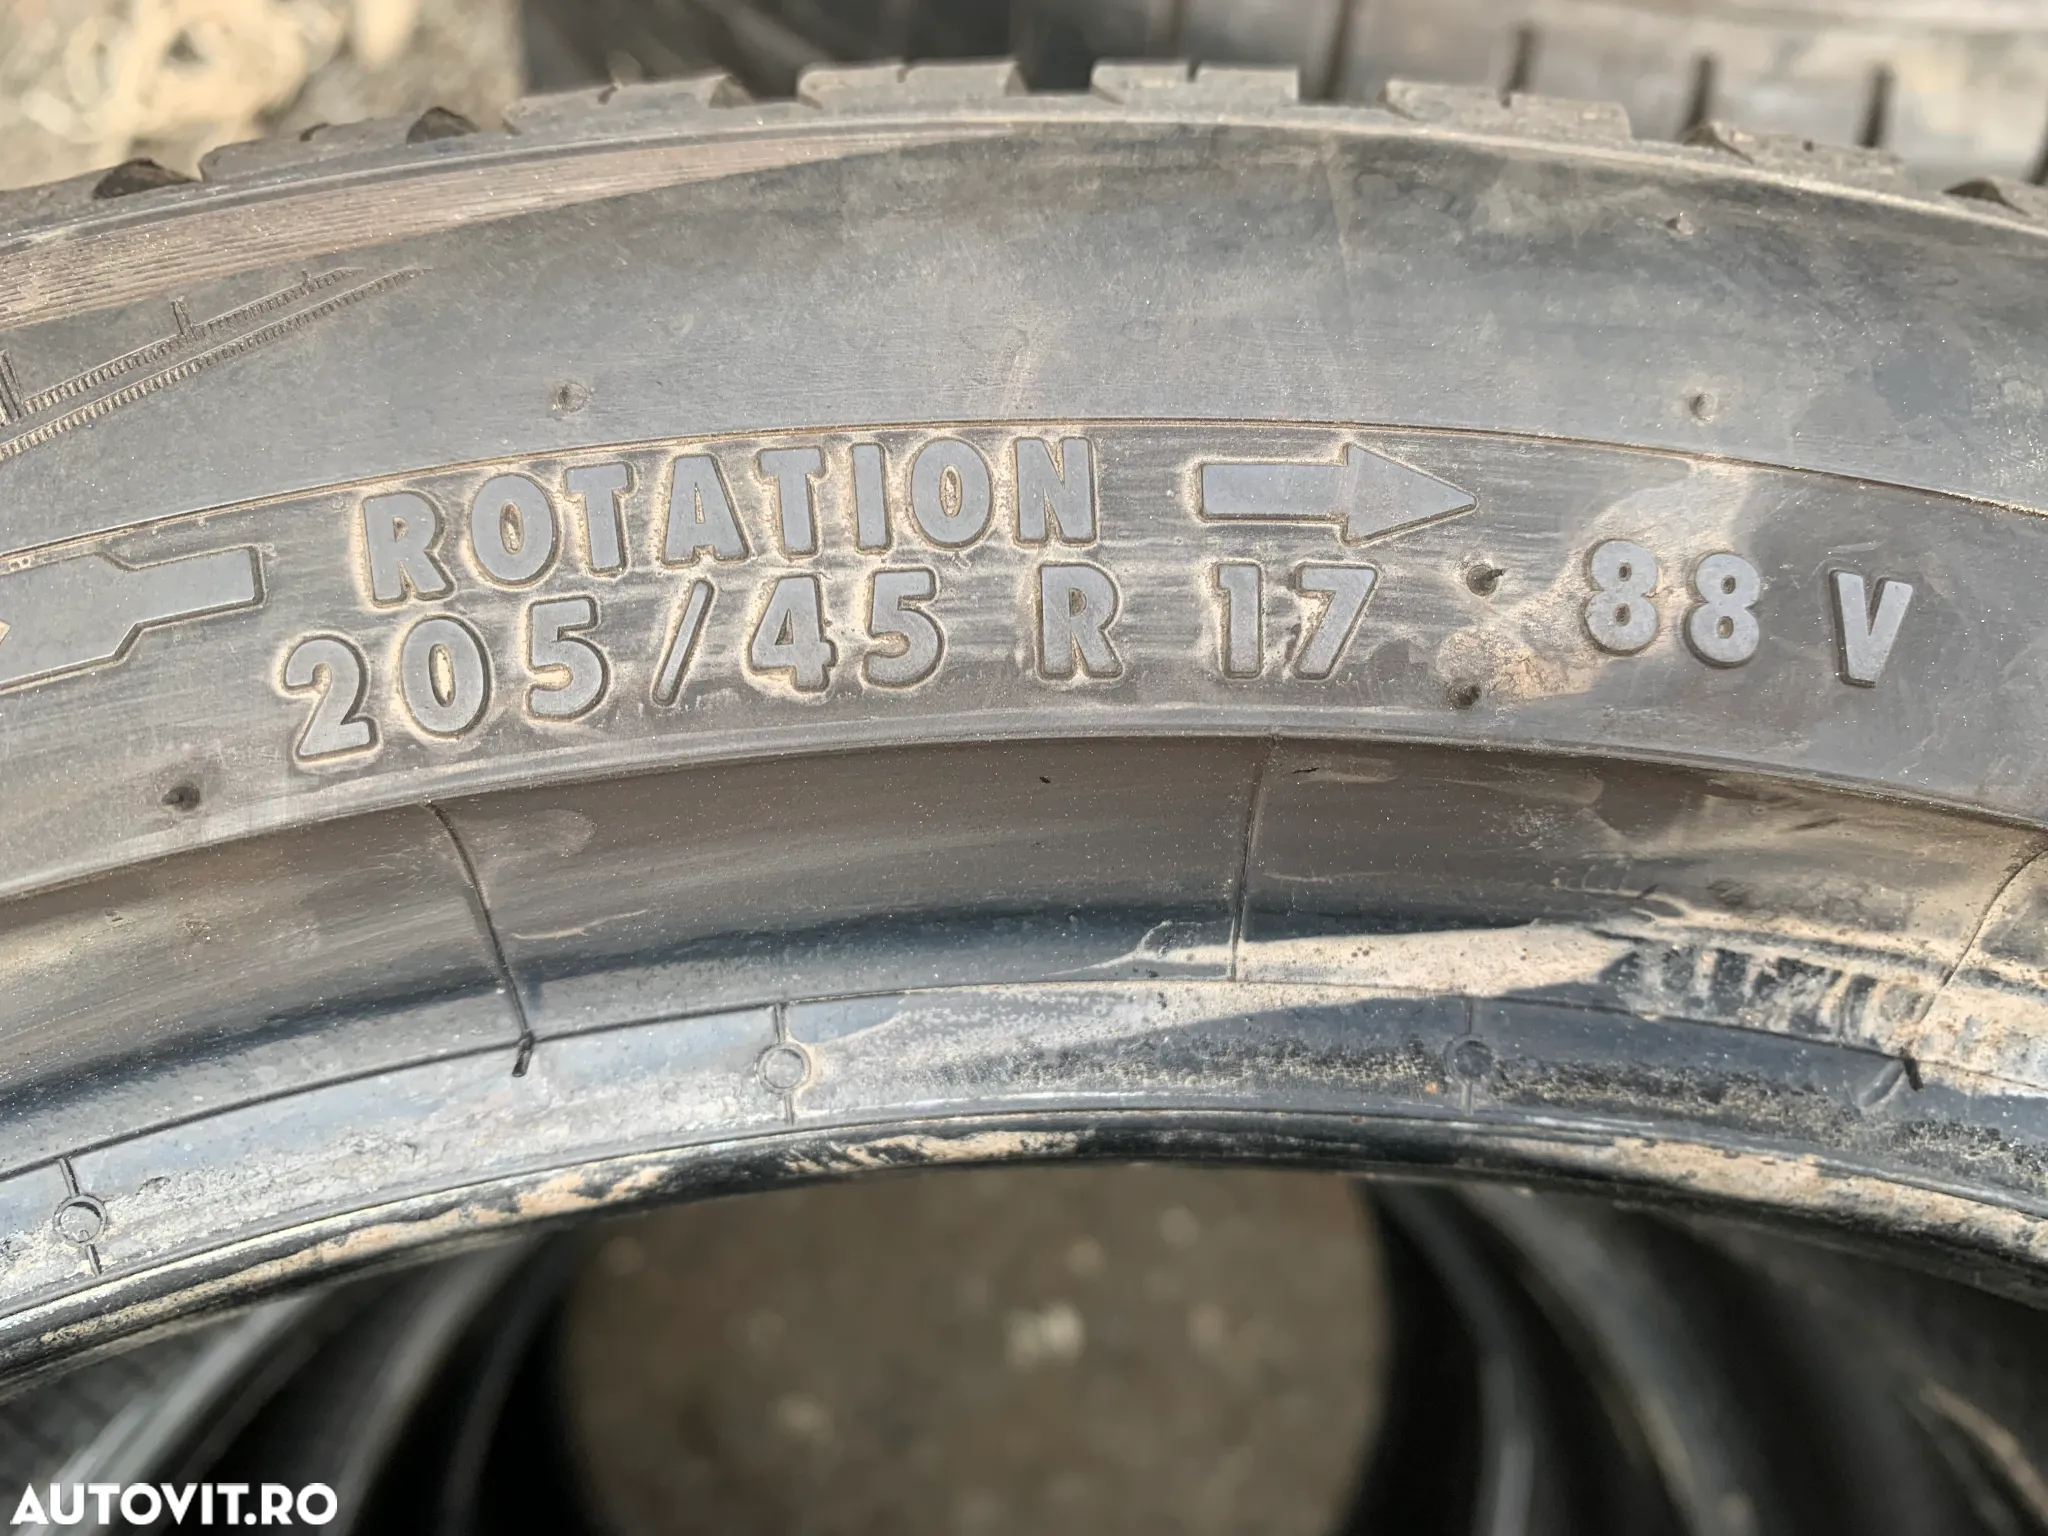 ROTATION
205/45 R 17 88 V
AUTOVIT.RO